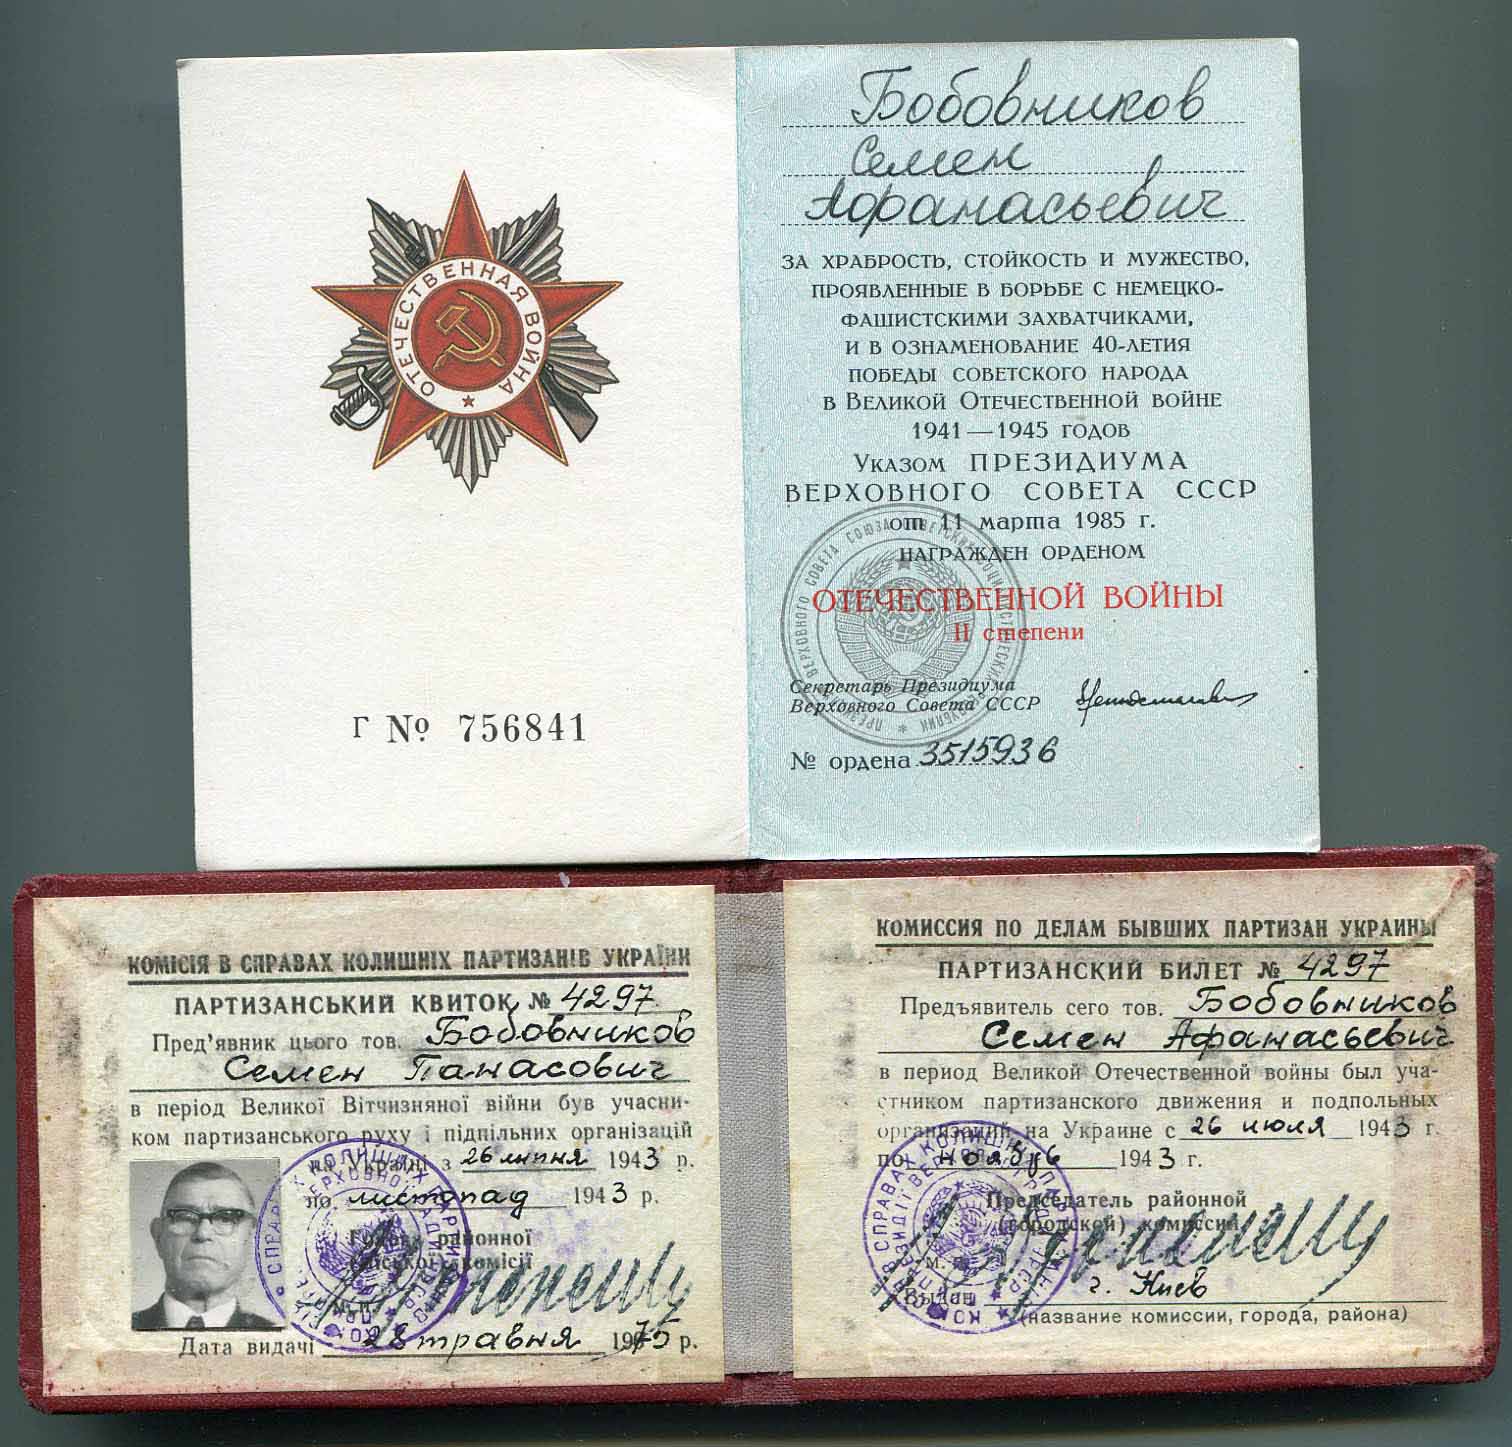 ОТЕЧЕСТВЕННАЯ ВОЙНА
Г № 756841
Бобовников
Семен
Афанасьевич
ЗА ХРАБРОСТЬ, СТОЙКОСТЬ И МУЖЕСТВО,
ПРОЯВЛЕННЫЕ В БОРЬБЕ С НЕМЕЦКО-
ФАШИСТСКИМИ ЗАХВАТЧИКАМИ,
И В ОЗНАМЕНОВАНИЕ 40-ЛЕТИЯ
ПОБЕДЫ СОВЕТСКОГО НАРОДА
В ВЕЛИКОЙ ОТЕЧЕСТВЕННОЙ ВОЙНЕ
1941—1945 ГОДОВ
УКАЗОМ ПРЕЗИДИУМА
ВЕРХОВНОГО СОВЕТА СССР
от 11 марта 1985 г.
НАГРАЖДЕН ОРДЕНОМ
ОТЕЧЕСТВЕННОЙ ВОЙНЫ
II степени
Секретарь Президиума
Верховного Совета СССР
№ ордена 3515936
КОМІСІЯ В СПРАВАХ КОЛИШНІХ ПАРТИЗАНІВ УКРАЇНИ
ПАРТИЗАНСЬКИЙ КВИТОК № 4297
Пред'явник цього тов. Бобовников
Семен Панасович
в період Великої Вітчизняної війни був учасни-
ком партизанського руху і підпільних організацій
на Україні з 26 липня 1943 р.
по листопад 1943 р.
Голова районної
(міської) комісії
М. П.
Дата видачі 28 травня 1975 р.
КОМИССИЯ ПО ДЕЛАМ БЫВШИХ ПАРТИЗАН УКРАИНЫ
ПАРТИЗАНСКИЙ БИЛЕТ № 4297
Предъявитель сего тов. Бобовников
Семен Афанасьевич
в период Великой Отечественной войны был уча-
стником партизанского движения и подпольных
организаций на Украине с 26 июля 1943 г.
по ноябрь 1943 г.
Председатель районной
(городской) комиссии
М.
Выдан г. Киев
(название комиссии, города, района)